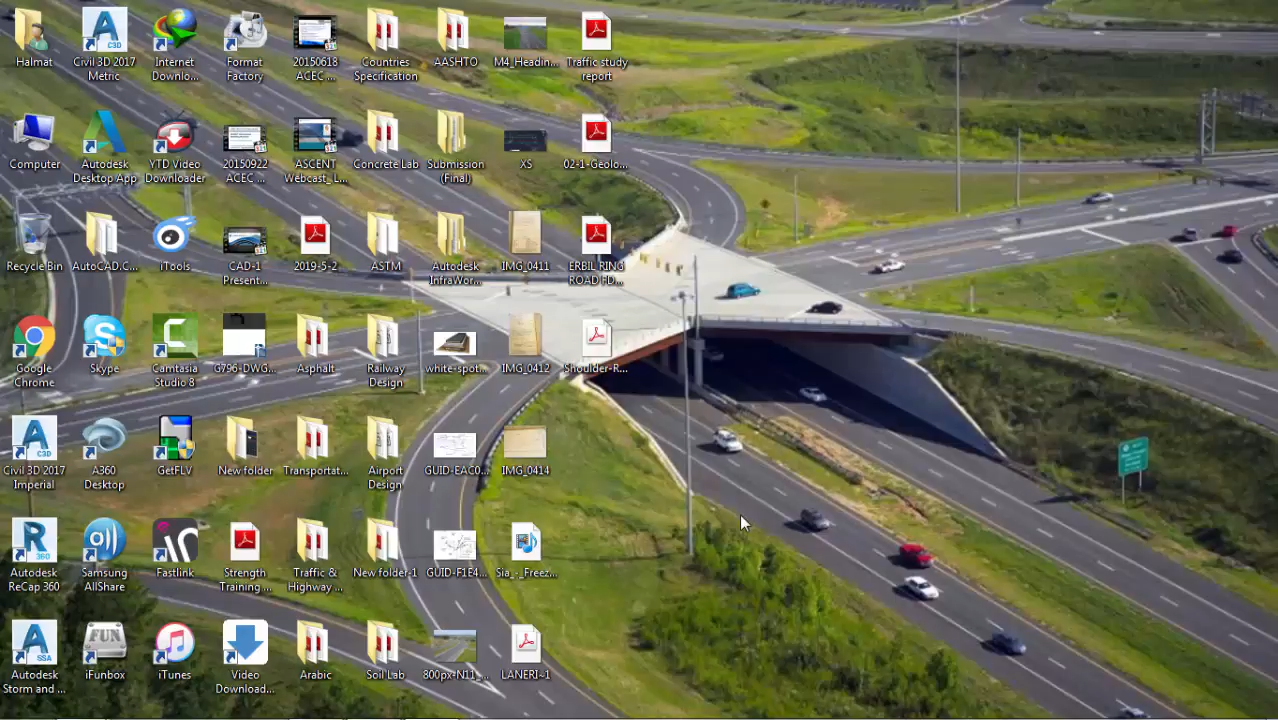 Halmat
Civil 3D 2017
Metric
Internet
Downlo...
Format
Factory
20150618
ACEC ...
Countries
Specification
AASHTO
M4_Headin...
Traffic study
report
Computer
Autodesk
Desktop App
YTD Video
Downloader
20150922
ACEC ...
ASCENT
Webcast_ L...
Concrete Lab
Submission
(Final)
XS
02-1-Geolo...
Recycle Bin
AutoCAD.C...
iTools
CAD-1
Present...
2019-5-2
ASTM
Autodesk
InfraWor...
IMG_0411
ERBIL RING
ROAD FD...
Google
Chrome
Skype
Camtasia
Studio 8
G796-DWG...
Asphalt
Railway
Design
white-spot...
IMG_0412
Shoulder-R...
Civil 3D 2017
Imperial
A360
Desktop
GetFLV
New folder
Transportat...
Airport
Design
GUID-EAC0...
IMG_0414
Autodesk
ReCap 360
Samsung
AllShare
Fastlink
Strength
Training ...
Traffic &
Highway ...
New folder-1
GUID-F1E4...
Sia_-_Freez...
Autodesk
Storm and ...
FUN
iFunbox
iTunes
Video
Download...
Arabic
Soil Lab
800px-N11_...
LANERI~1